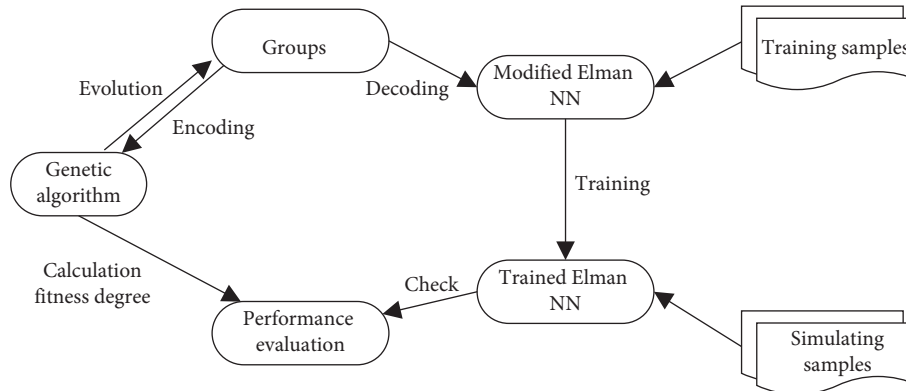 Groups
Training samples
Modified Elman
NN
Evolution
Decoding
Encoding
Genetic
algorithm
Training
Calculation
fitness degree
Check
Trained Elman
NN
Performance
evaluation
Simulating
samples